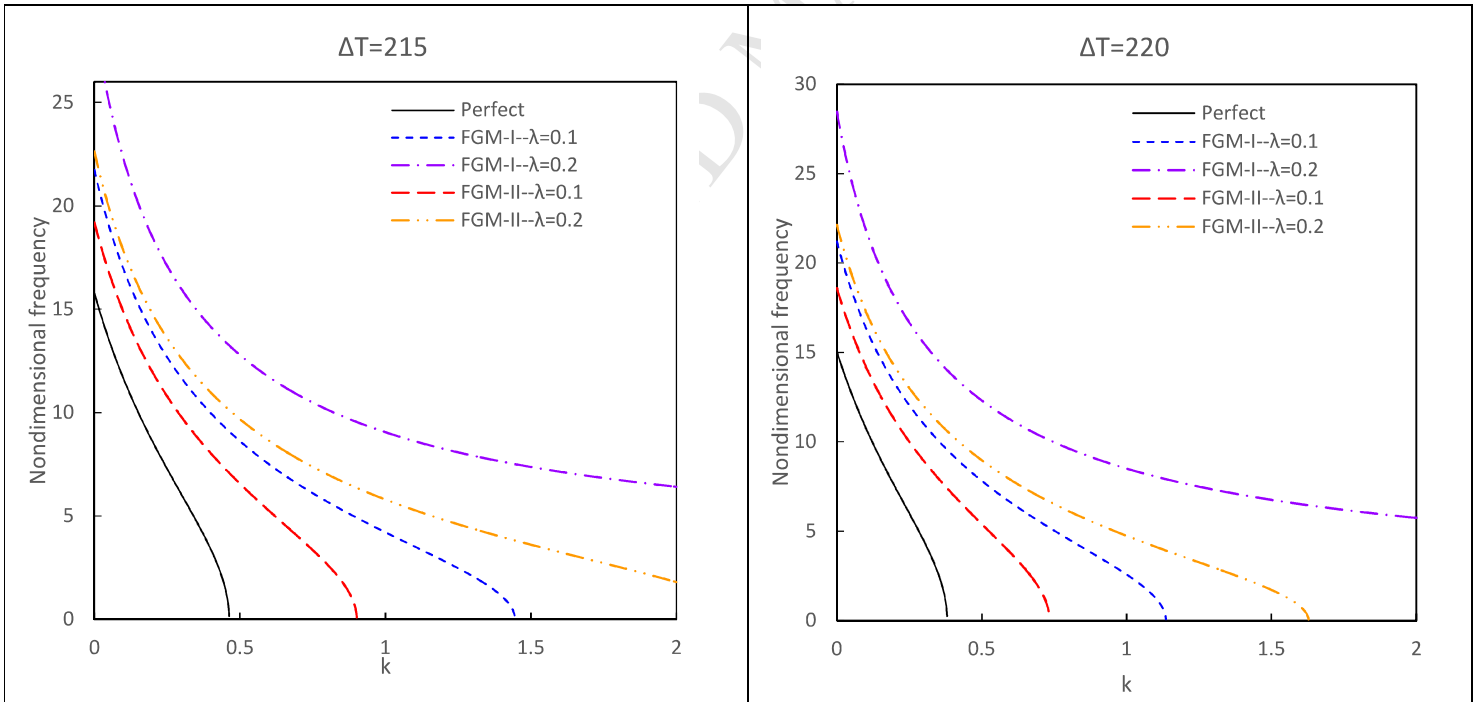 ΔT=215
Nondimensional frequency
25
20
15
10
5
0
Perfect
FGM-I--λ=0.1
FGM-I--λ=0.2
FGM-II--λ=0.1
FGM-II--λ=0.2
0 0.5 1 1.5 2
k
ΔT=220
Nondimensional frequency
30
25
20
15
10
5
0
Perfect
FGM-I--λ=0.1
FGM-I--λ=0.2
FGM-II--λ=0.1
FGM-II--λ=0.2
0 0.5 1 1.5 2
k